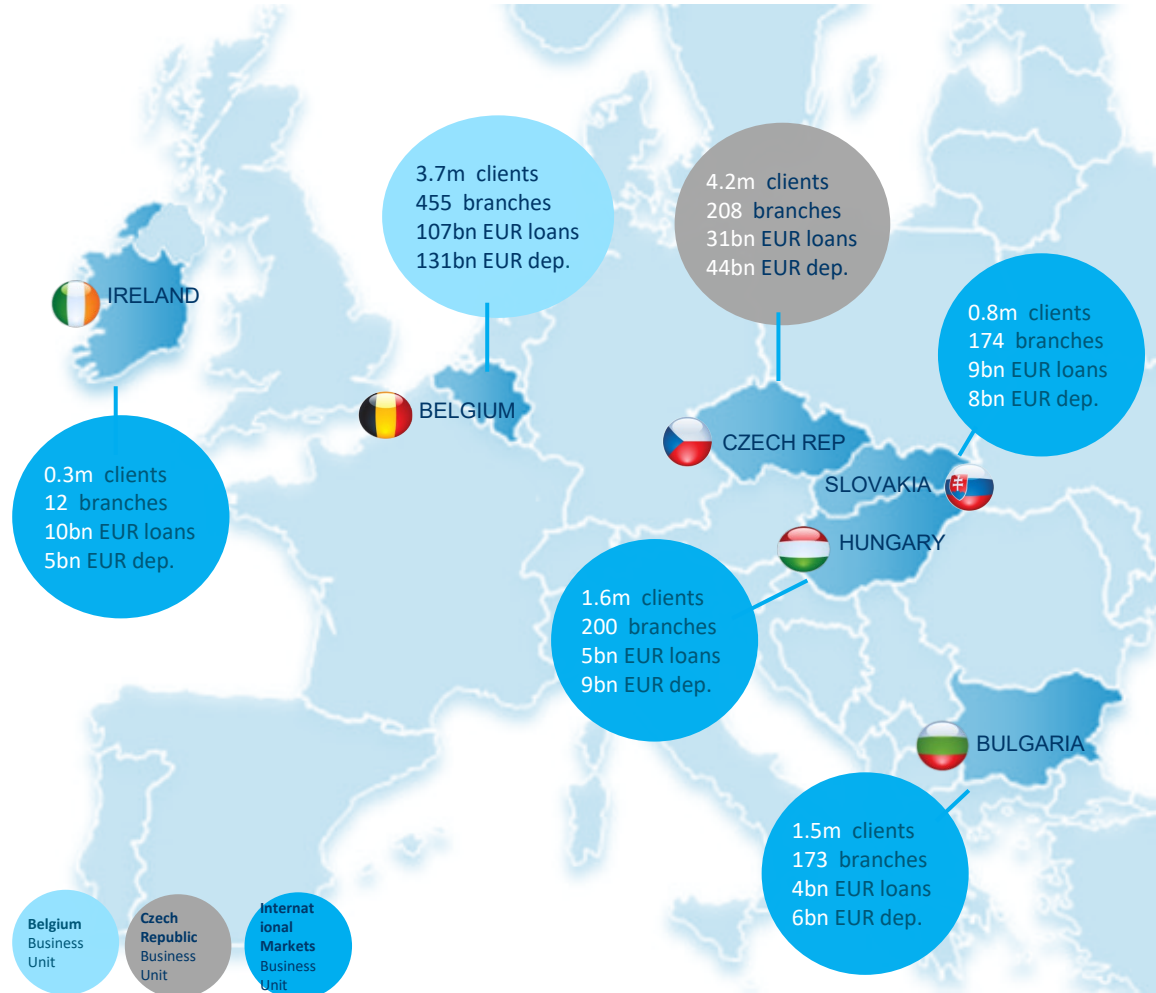 3.7m clients
455 branches
107bn EUR loans
131bn EUR dep.
4.2m clients
208 branches
31bn EUR loans
44bn EUR dep.
0.8m clients
174 branches
9bn EUR loans
8bn EUR dep.
IRELAND
BELGIUM
CZECH REP
SLOVAKIA
HUNGARY
0.3m clients
12 branches
10bn EUR loans
5bn EUR dep.
1.6m clients
200 branches
5bn EUR loans
9bn EUR dep.
BULGARIA
1.5m clients
173 branches
4bn EUR loans
6bn EUR dep.
Belgium
Business
Unit
Czech
Republic
Business
Unit
Internat
ional
Markets
Business
Unit